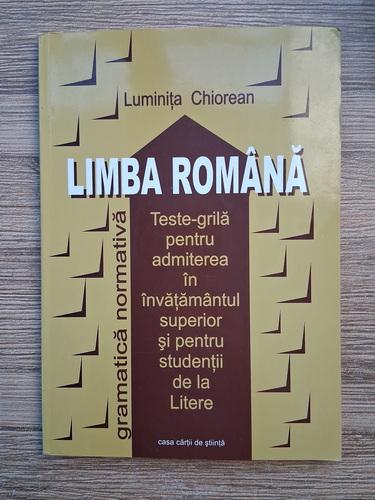 Luminița Chiorean
LIMBA ROMÂNĂ
gramatică normativă
Teste-grilă
pentru
admiterea
în
învățământul
superior
și pentru
studenții
de la
Litere
casa cărții de știință